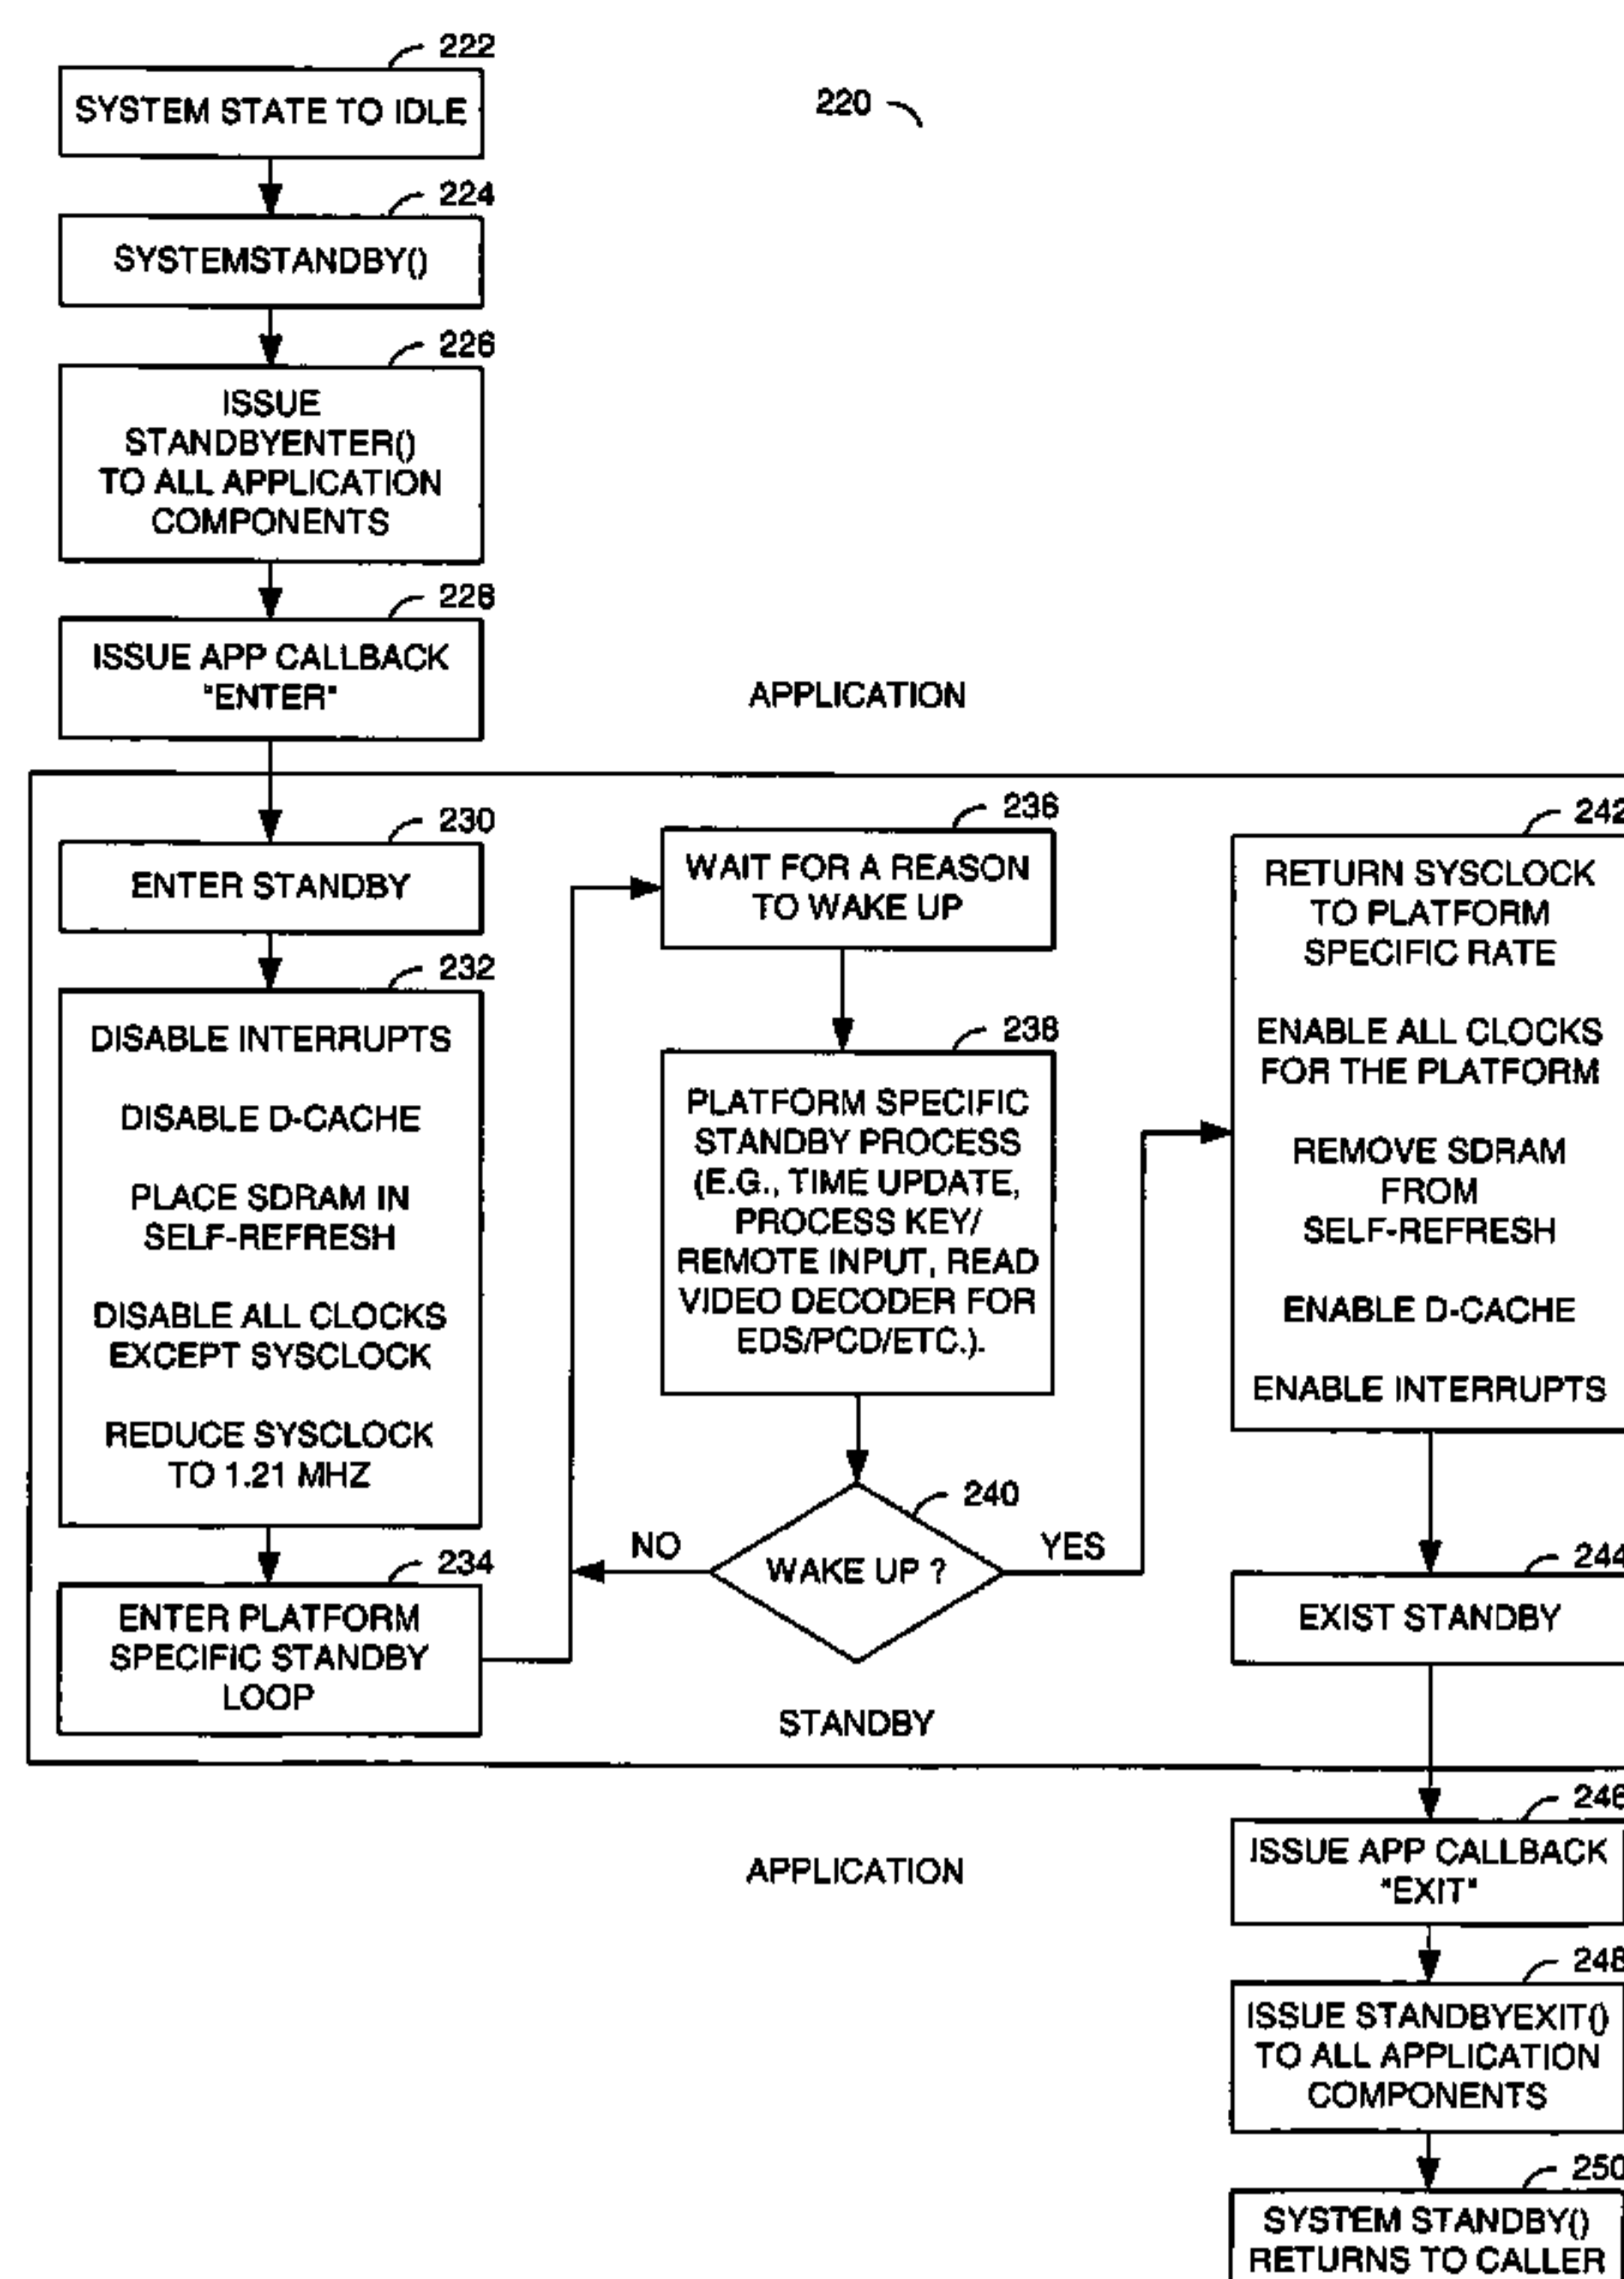 222
SYSTEM STATE TO IDLE
220
224
SYSTEMSTANDBY()
226
ISSUE
STANDBYENTER()
TO ALL APPLICATION
COMPONENTS
228
ISSUE APP CALLBACK
"ENTER"
APPLICATION
230
ENTER STANDBY
232
DISABLE INTERRUPTS
DISABLE D-CACHE
PLACE SDRAM IN
SELF-REFRESH
DISABLE ALL CLOCKS
EXCEPT SYSCLOCK
REDUCE SYSCLOCK
TO 1.21 MHZ
234
ENTER PLATFORM
SPECIFIC STANDBY
LOOP
236
WAIT FOR A REASON
TO WAKE UP
238
PLATFORM SPECIFIC
STANDBY PROCESS
(E.G., TIME UPDATE,
PROCESS KEY/
REMOTE INPUT, READ
VIDEO DECODER FOR
EDS/PCD/ETC.).
240
WAKE UP ?
NO
YES
STANDBY
242
RETURN SYSCLOCK
TO PLATFORM
SPECIFIC RATE
ENABLE ALL CLOCKS
FOR THE PLATFORM
REMOVE SDRAM
FROM
SELF-REFRESH
ENABLE D-CACHE
ENABLE INTERRUPTS
244
EXIST STANDBY
APPLICATION
246
ISSUE APP CALLBACK
"EXIT"
248
ISSUE STANDBYEXIT()
TO ALL APPLICATION
COMPONENTS
250
SYSTEM STANDBY()
RETURNS TO CALLER